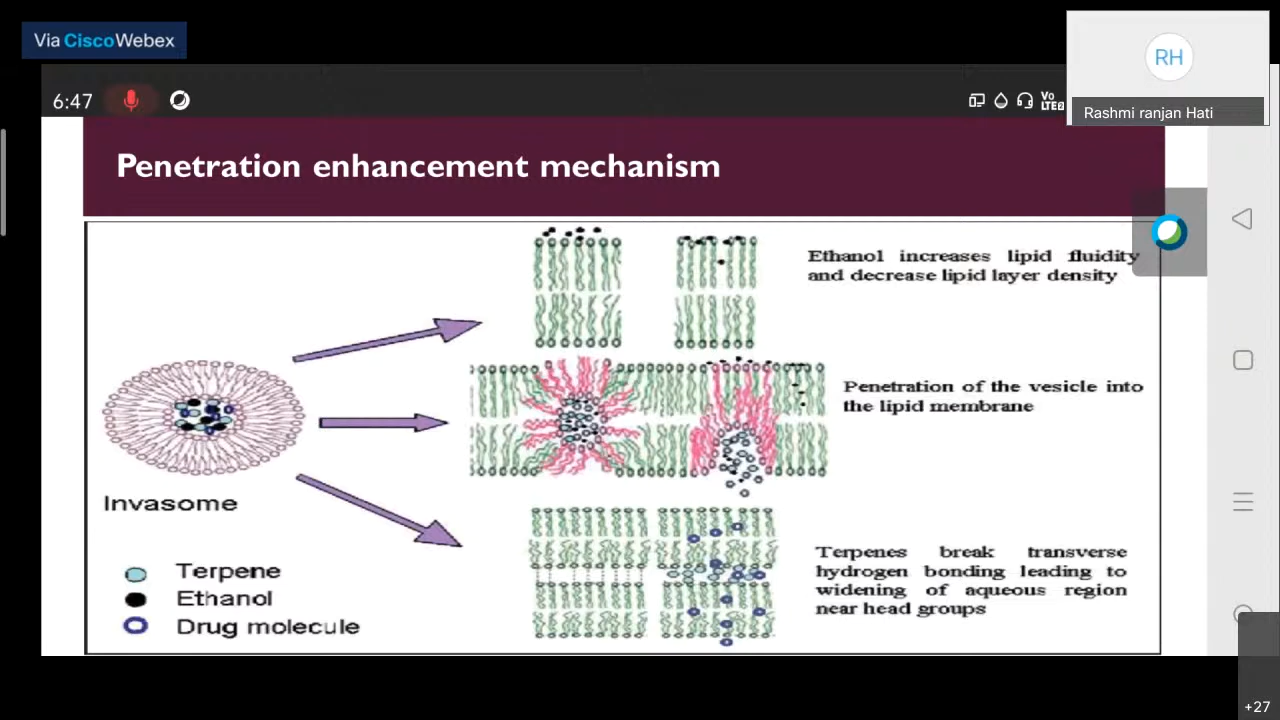 Via CiscoWebex
RH
Rashmi ranjan Hati
6:47
Vo
LTE2
Penetration enhancement mechanism
Ethanol increases lipid fluidity
and decrease lipid layer density
Penetration of the vesicle into
the lipid membrane
Invasome
Terpene
Ethanol
Drug molecule
Terpenes break transverse
hydrogen bonding leading to
widening of aqueous region
near head groups
+27